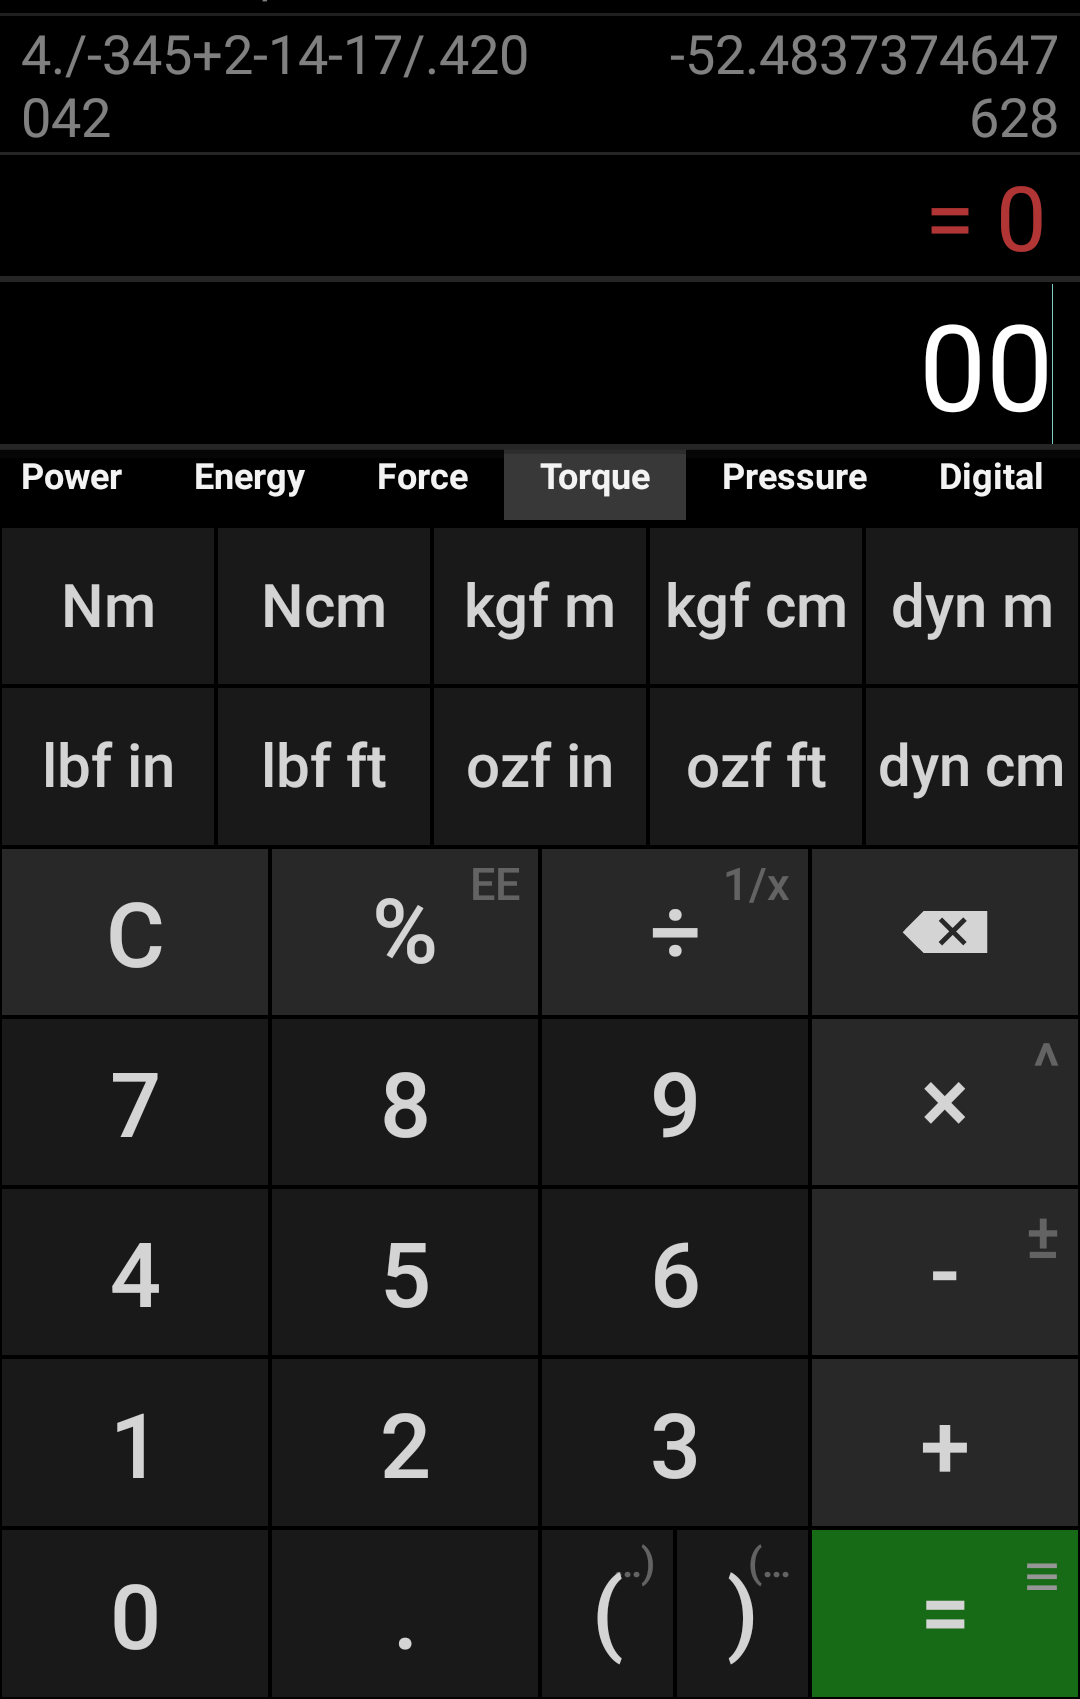 4./-345+2-14-17/.420 -52.4837374647
042 628
= 0
00
Power Energy Force Torque Pressure Digital
Nm Ncm kgf m kgf cm dyn m
lbf in lbf ft ozf in ozf ft dyn cm
C % EE ÷ 1/x
7 8 9 × ^
4 5 6 - ±
1 2 3 +
0 . ( ..) ) (... =